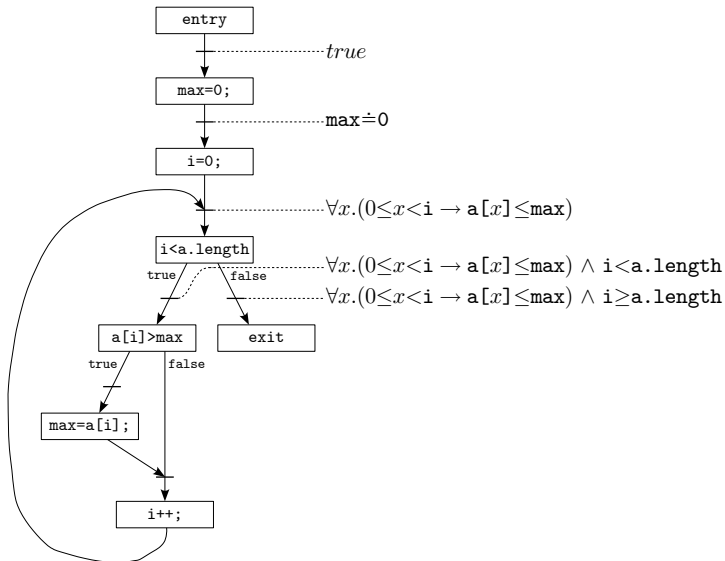 entry
true
max=0;
max≐0
i=0;
∀x.(0≤x<i → a[x]≤max)
i<a.length
true
false
∀x.(0≤x<i → a[x]≤max) ∧ i<a.length
∀x.(0≤x<i → a[x]≤max) ∧ i≥a.length
a[i]>max
exit
true
false
max=a[i];
i++;